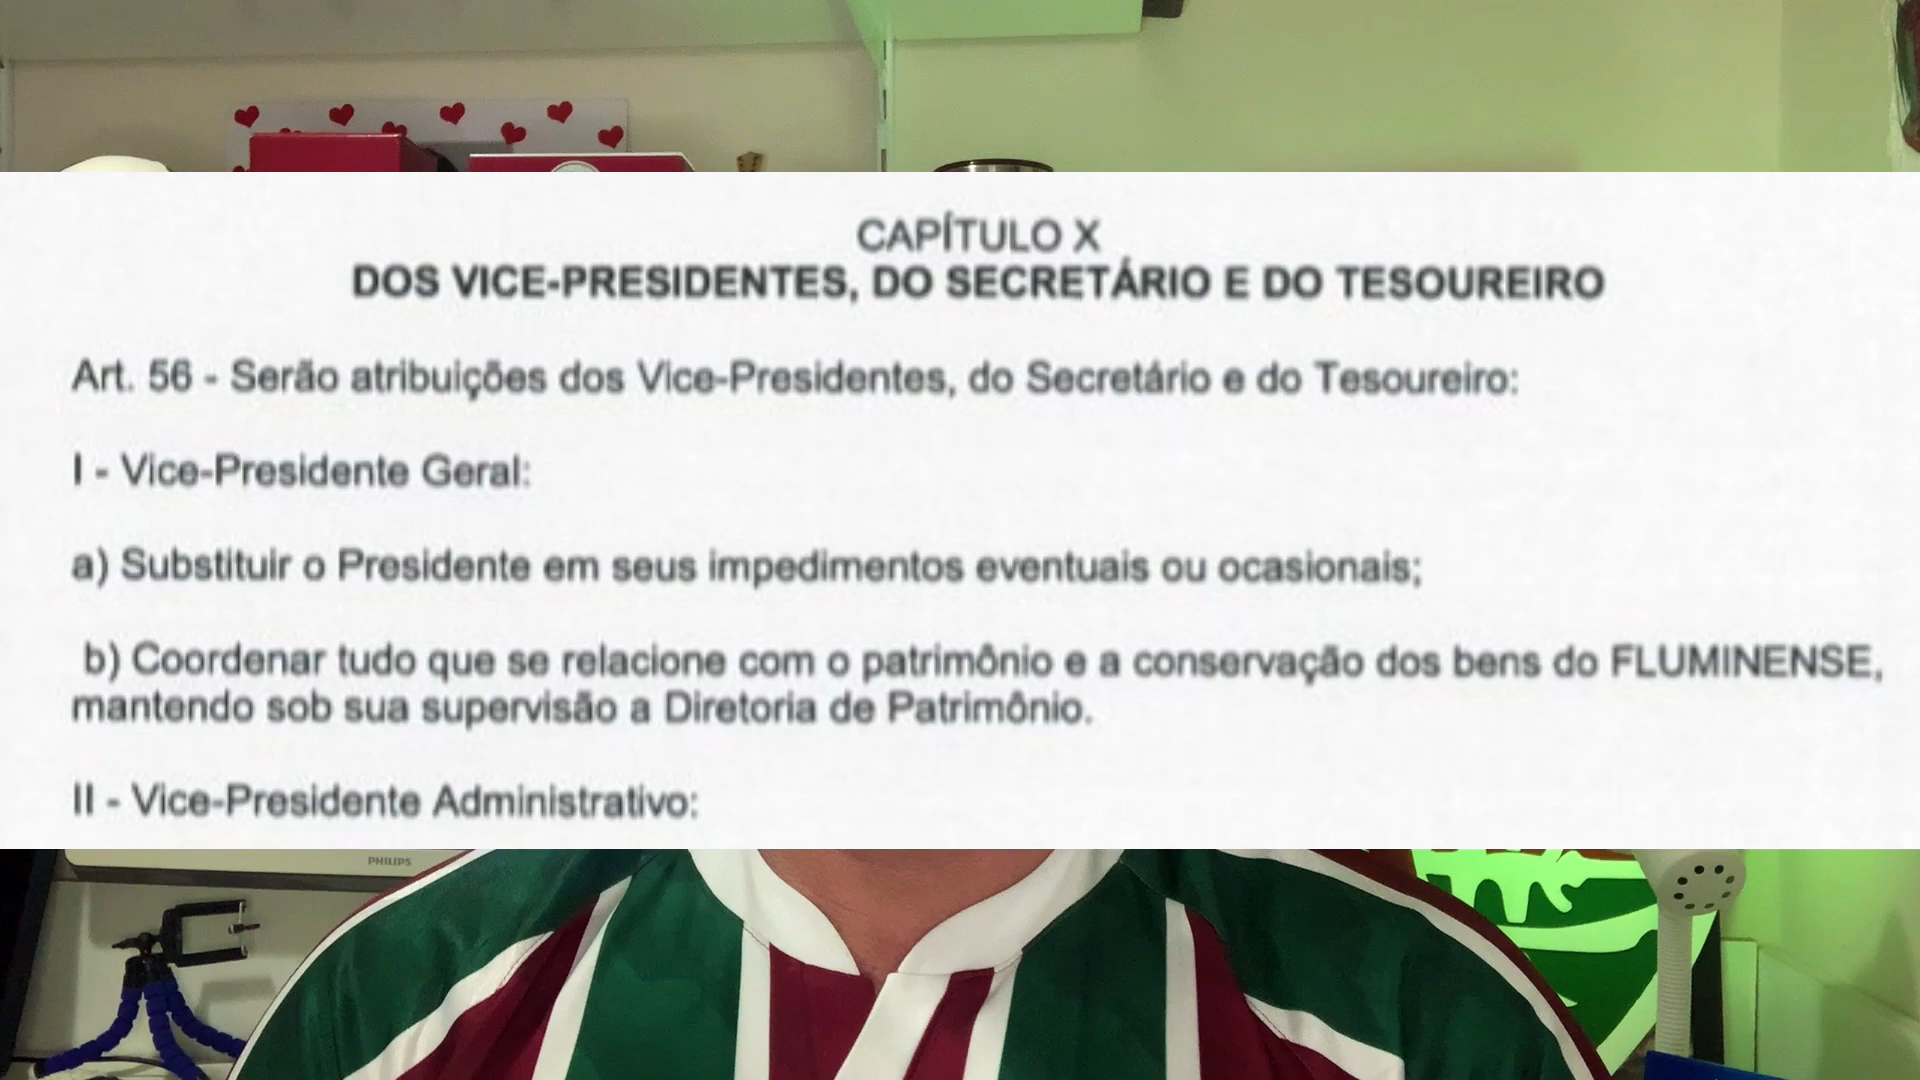 CAPÍTULO X
DOS VICE-PRESIDENTES, DO SECRETÁRIO E DO TESOUREIRO
Art. 56 - Serão atribuições dos Vice-Presidentes, do Secretário e do Tesoureiro:
I - Vice-Presidente Geral:
a) Substituir o Presidente em seus impedimentos eventuais ou ocasionais;
b) Coordenar tudo que se relacione com o patrimônio e a conservação dos bens do FLUMINENSE,
mantendo sob sua supervisão a Diretoria de Patrimônio.
II - Vice-Presidente Administrativo:
PHILIPS